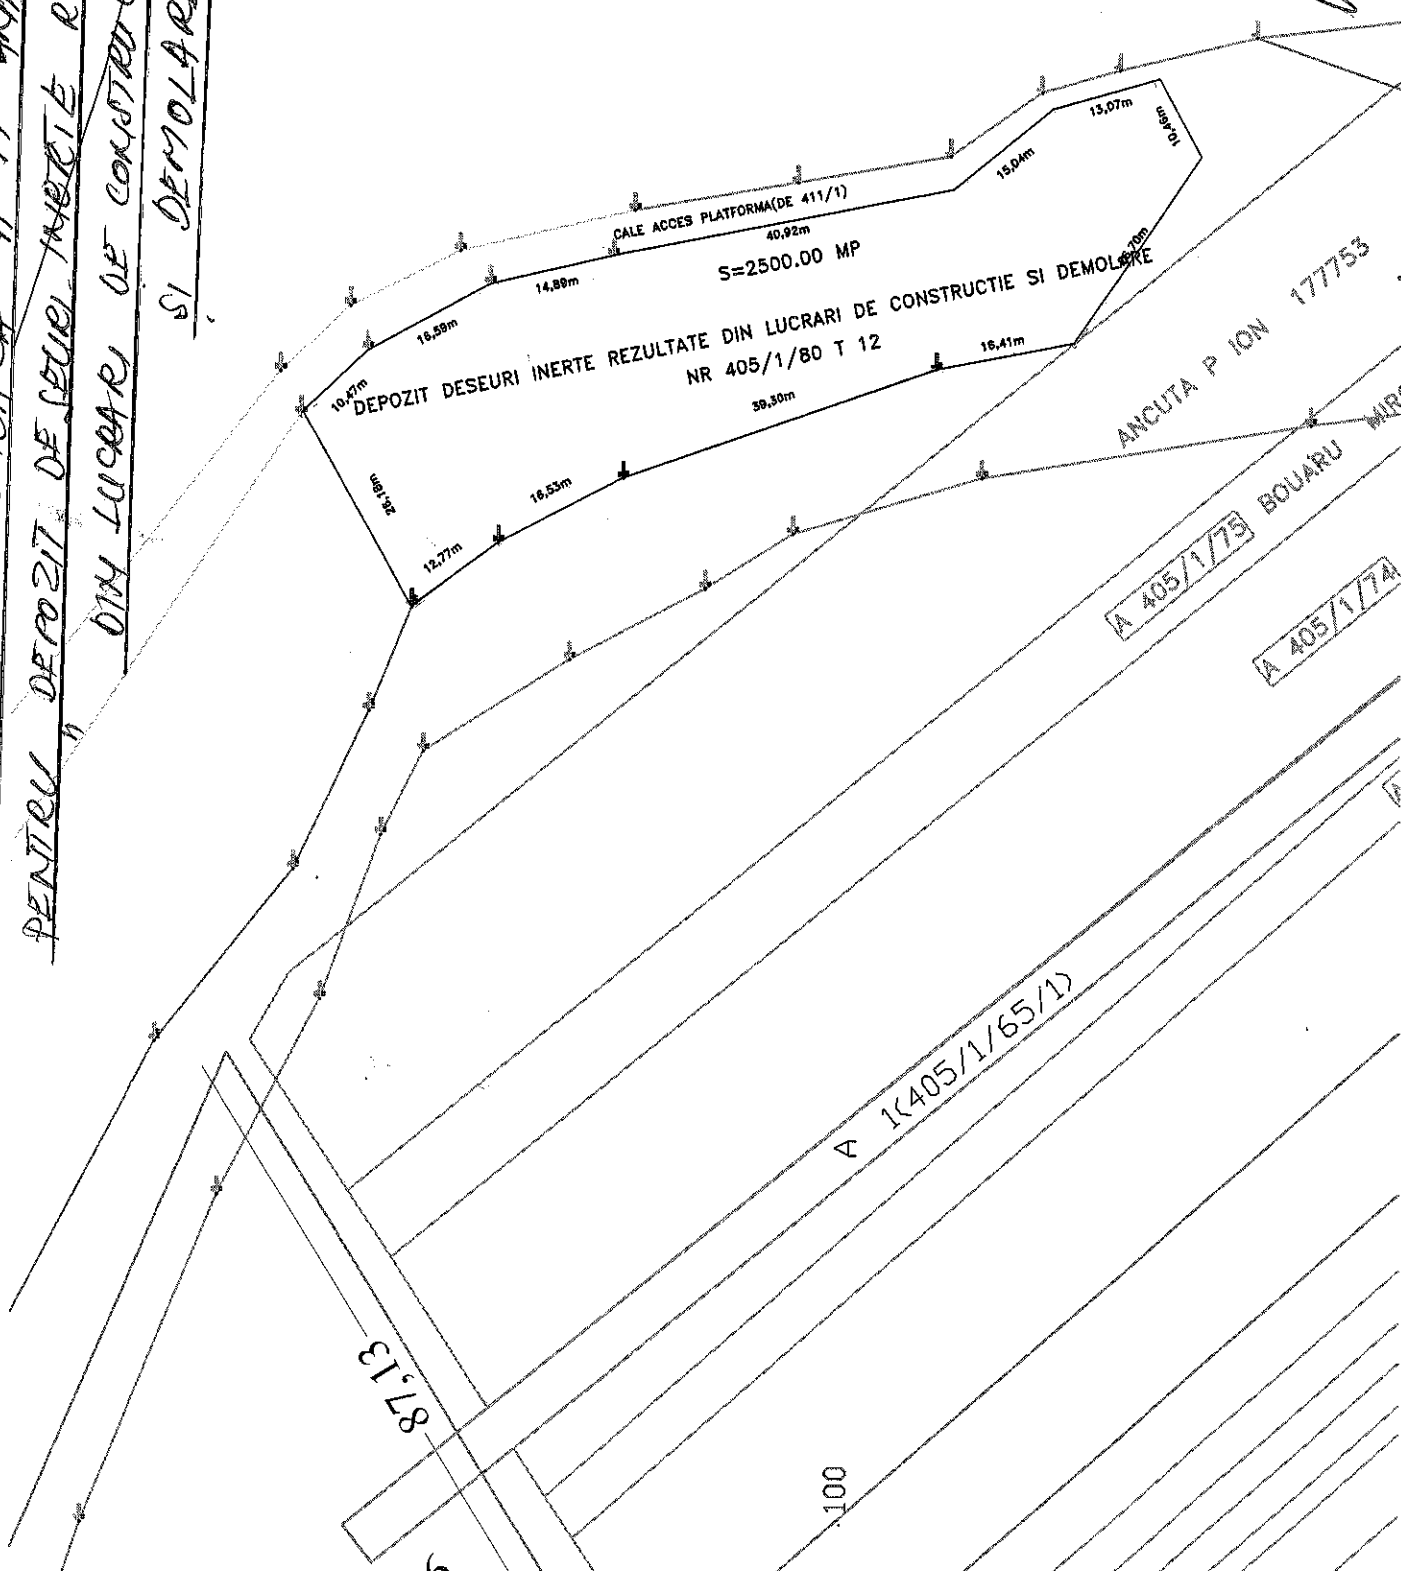 PENTRU DEPOZIT DE
DIN LUCRARI DE
SI
13,07m
10,46m
15,04m
CALE ACCES PLATFORMA(DE 411/1)
40,92m
S=2500.00 MP
14,89m
16,59m
10,47m
DEPOZIT DESEURI INERTE REZULTATE DIN LUCRARI DE CONSTRUCTIE SI DEMOLARE
NR 405/1/80 T 12
16,41m
39,30m
26,18m
16,53m
12,77m
ANCUTA P ION 177753
A 405/1/75 BOUARU
A 405/1/74
A 1(405/1/65/1)
87,13
100